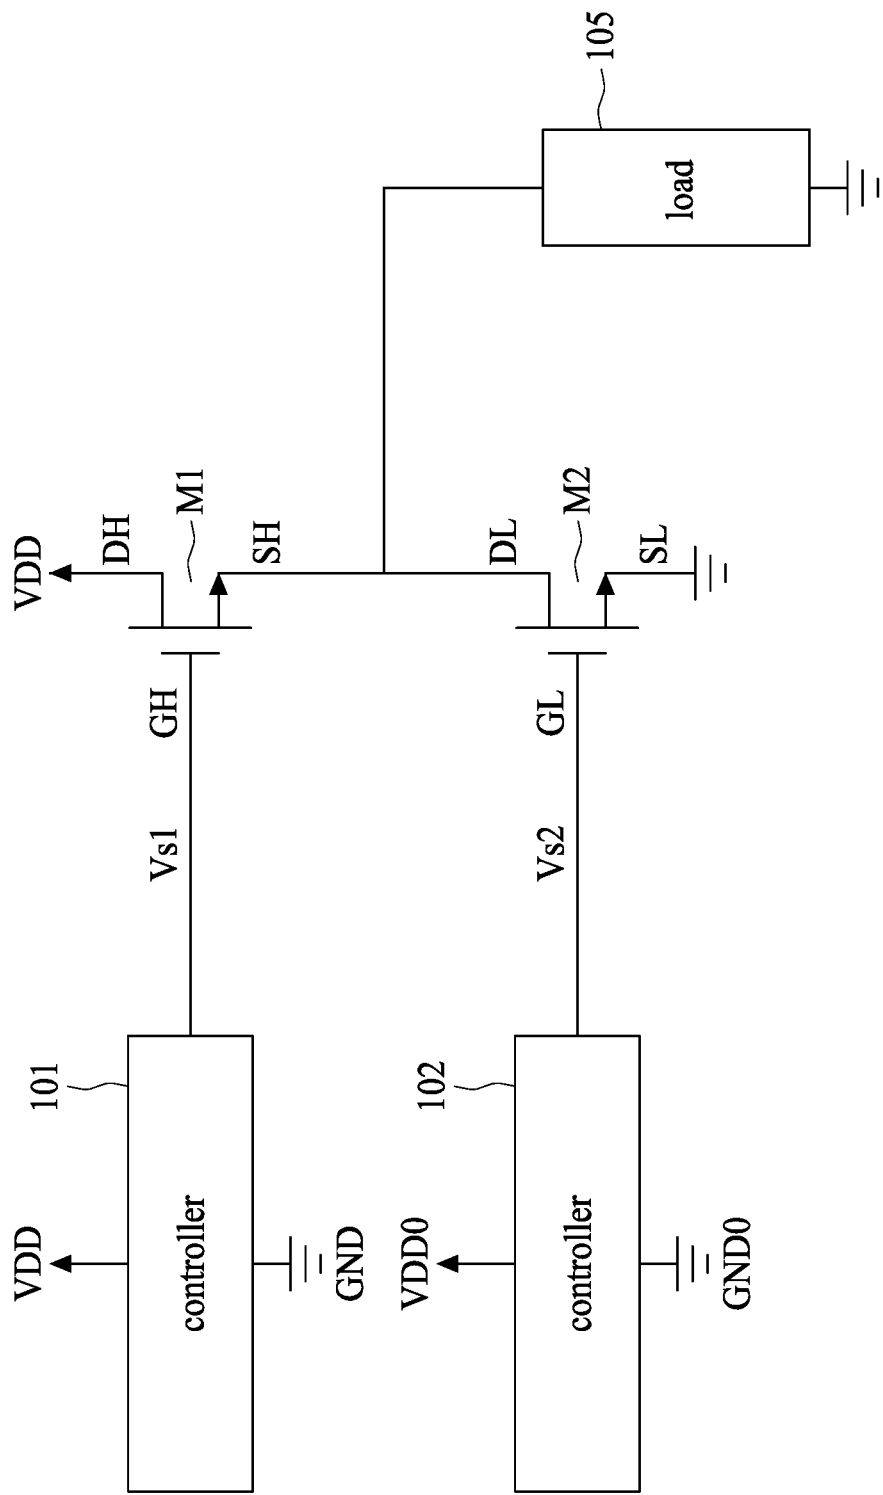 VDD
controller
101
GND
Vs1
GH
VDD
DH
M1
SH
VDD0
controller
102
GND0
Vs2
GL
DL
M2
SL
load
105